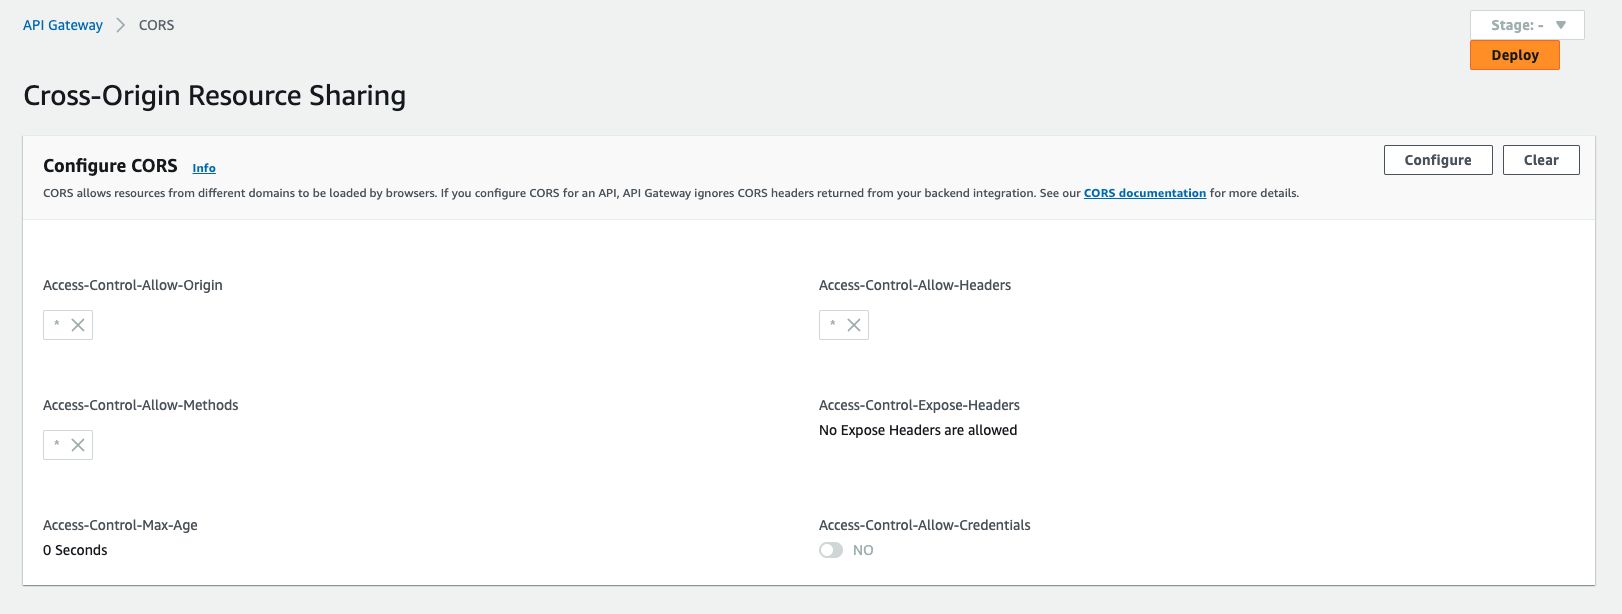 API Gateway > CORS
Stage: -
Deploy
Cross-Origin Resource Sharing
Configure CORS Info
Configure
Clear
CORS allows resources from different domains to be loaded by browsers. If you configure CORS for an API, API Gateway ignores CORS headers returned from your backend integration. See our CORS documentation for more details.
Access-Control-Allow-Origin
*
Access-Control-Allow-Headers
*
Access-Control-Allow-Methods
*
Access-Control-Expose-Headers
No Expose Headers are allowed
Access-Control-Max-Age
0 Seconds
Access-Control-Allow-Credentials
NO